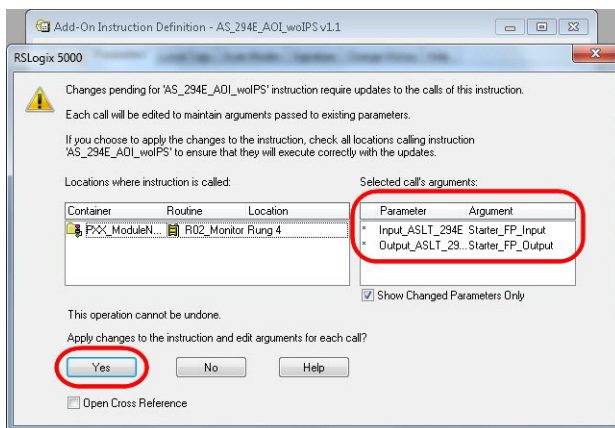 Add-On Instruction Definition - AS_294E_AOI_woIPS v1.1
RSLogix 5000
Changes pending for 'AS_294E_AOI_woIPS' instruction require updates to the calls of this instruction.
Each call will be edited to maintain arguments passed to existing parameters.
If you choose to apply the changes to the instruction, check all locations calling instruction
'AS_294E_AOI_woIPS' to ensure that they will execute correctly with the updates.
Locations where instruction is called:
Selected call's arguments:
Container Routine Location
Parameter Argument
PXX_ModuleN... R02_Monitor Rung 4
* Input_ASLT_294E Starter_FP_Input
* Output_ASLT_29... Starter_FP_Output
Show Changed Parameters Only
This operation cannot be undone.
Apply changes to the instruction and edit arguments for each call?
Yes No Help
Open Cross Reference